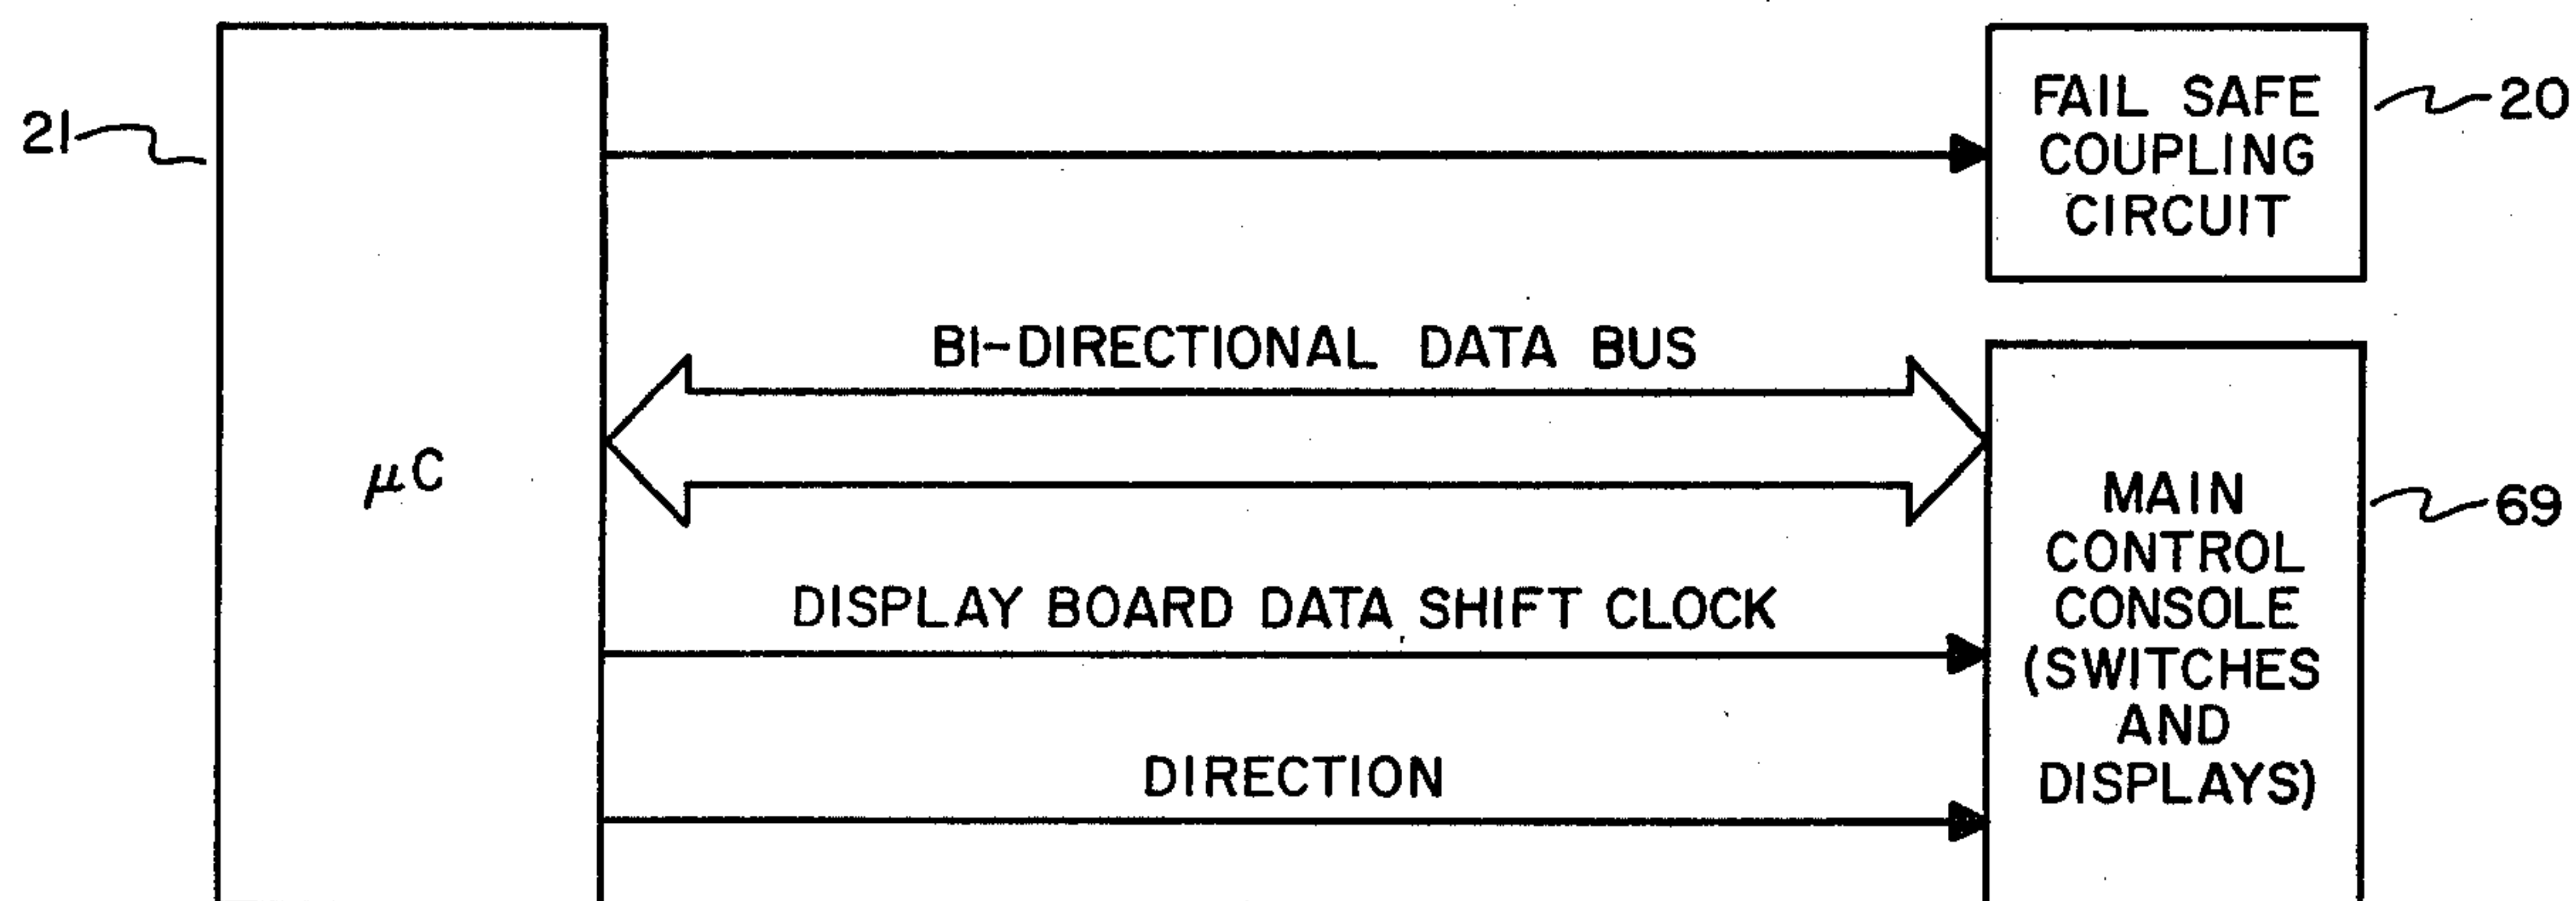 21
μC
FAIL SAFE
COUPLING
CIRCUIT
20
BI-DIRECTIONAL DATA BUS
DISPLAY BOARD DATA SHIFT CLOCK
DIRECTION
MAIN
CONTROL
CONSOLE
(SWITCHES
AND
DISPLAYS)
69